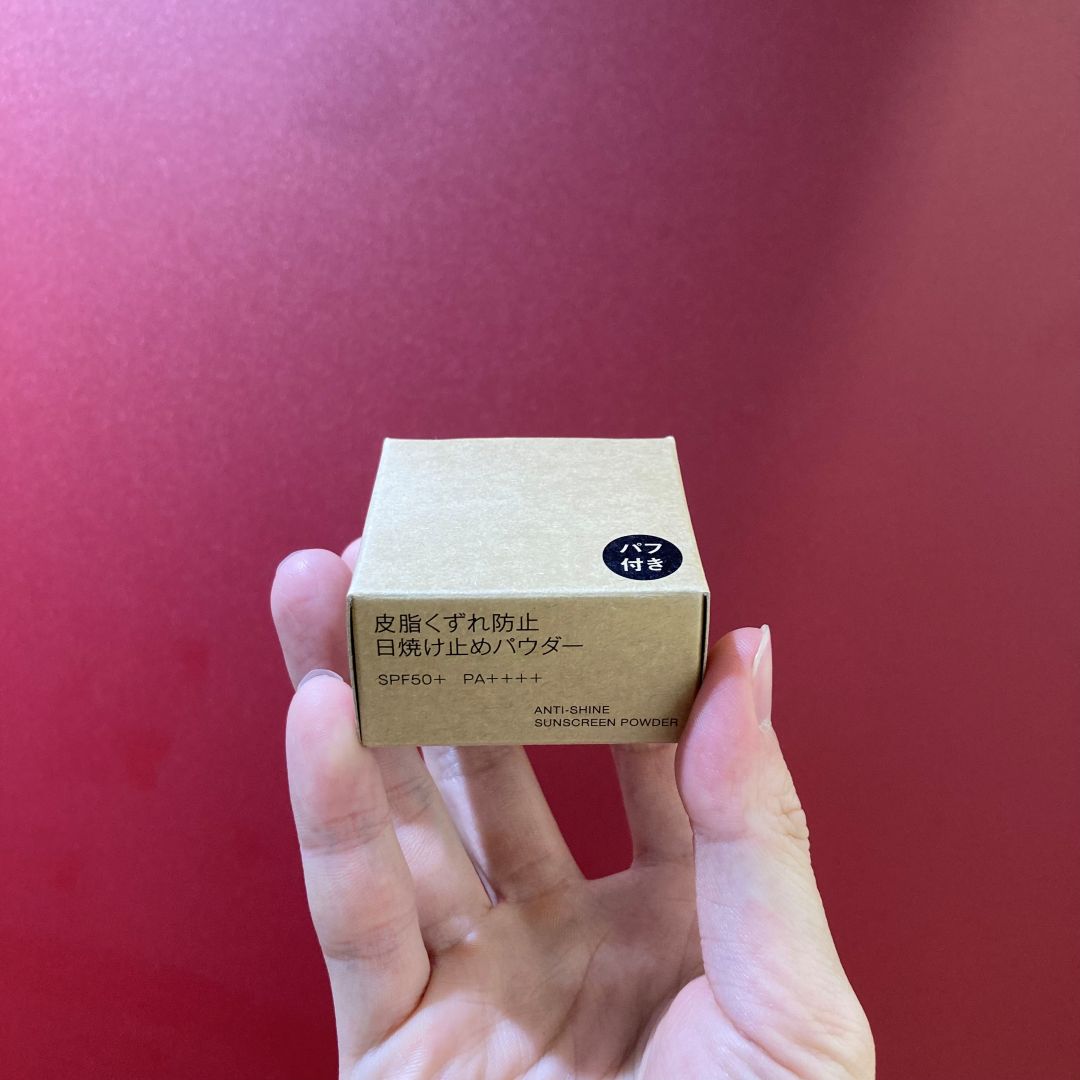 パフ
付き
皮脂くずれ防止
日焼け止めパウダー
SPF50+ PA++++
ANTI-SHINE
SUNSCREEN POWDER